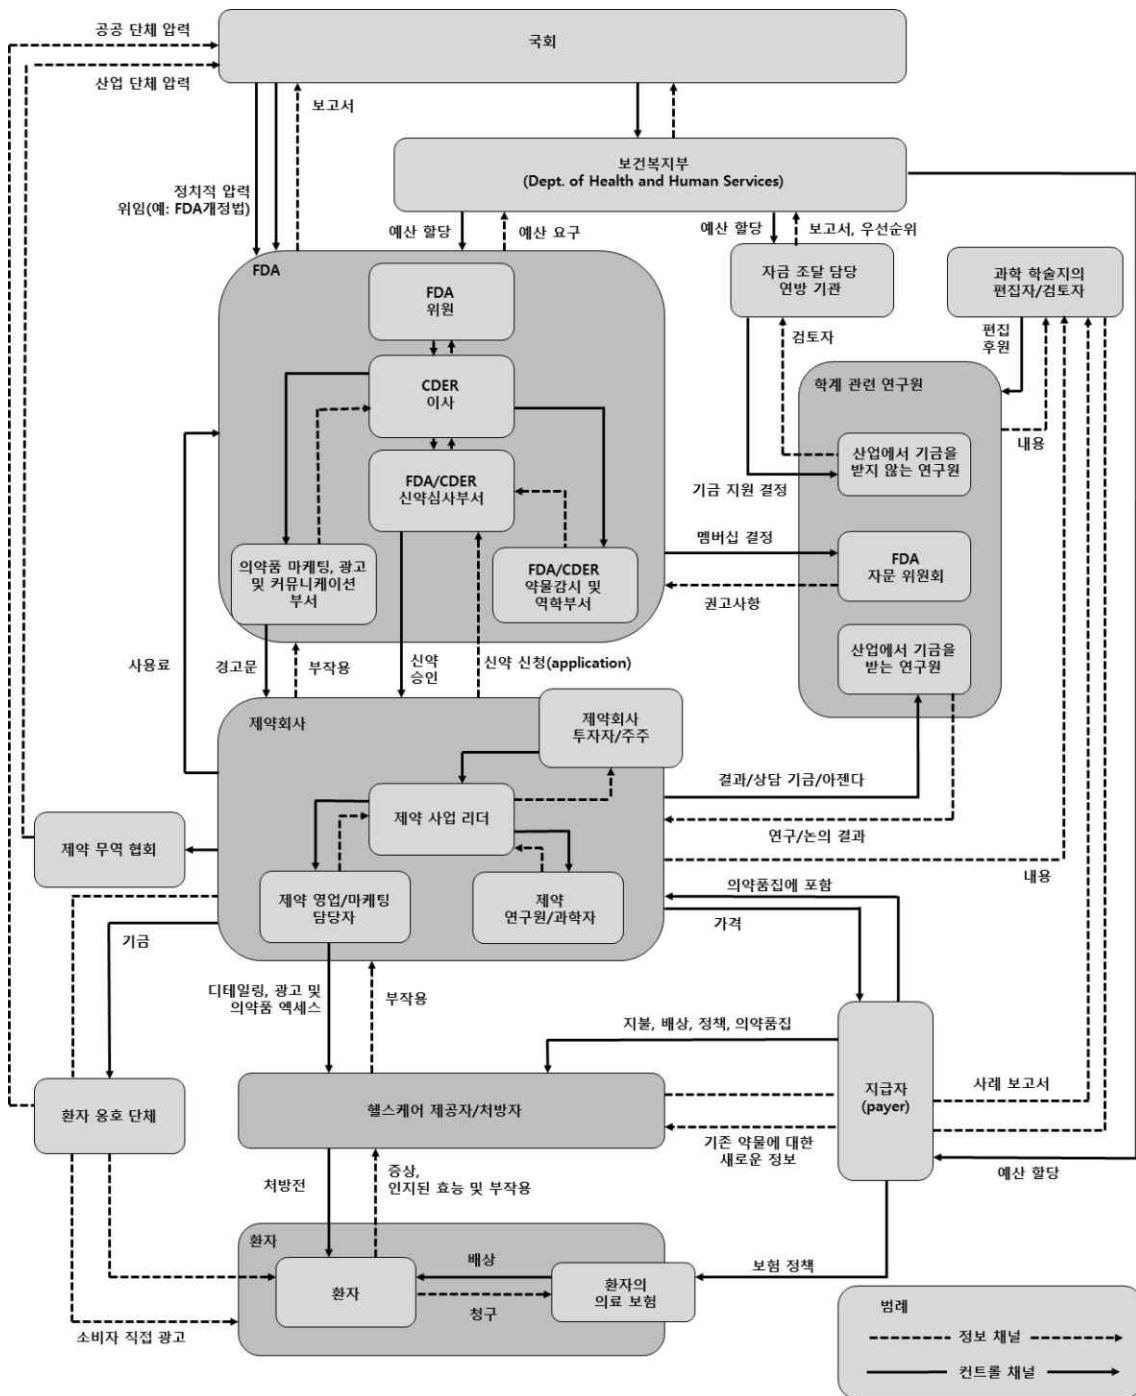 공공 단체 압력
국회
산업 단체 압력
보고서
보건복지부
(Dept. of Health and Human Services)
정치적 압력
위임(예: FDA개정법)
예산 할당
예산 요구
예산 할당
보고서, 우선순위
FDA
자금 조달 담당
연방 기관
과학 학술지의
편집자/검토자
FDA
위원
검토자
편집
후원
CDER
이사
학계 관련 연구원
내용
산업에서 기금을
받지 않는 연구원
FDA/CDER
신약심사부서
기금 지원 결정
멤버십 결정
의약품 마케팅, 광고
및 커뮤니케이션
부서
FDA/CDER
약물감시 및
역학부서
FDA
자문 위원회
권고사항
사용료
경고문
부작용
신약
승인
신약 신청(application)
산업에서 기금을
받는 연구원
제약회사
제약회사
투자자/주주
결과/상담 기금/아젠다
제약 사업 리더
연구/논의 결과
제약 무역 협회
내용
의약품집에 포함
제약 영업/마케팅
담당자
제약
연구원/과학자
가격
기금
디테일링, 광고 및
의약품 엑세스
부작용
지불, 배상, 정책, 의약품집
환자 옹호 단체
헬스케어 제공자/처방자
지급자
(payer)
사례 보고서
기존 약물에 대한
새로운 정보
처방전
증상,
인지된 효능 및 부작용
예산 할당
환자
배상
보험 정책
환자
환자의
의료 보험
청구
소비자 직접 광고
범례
정보 채널
컨트롤 채널